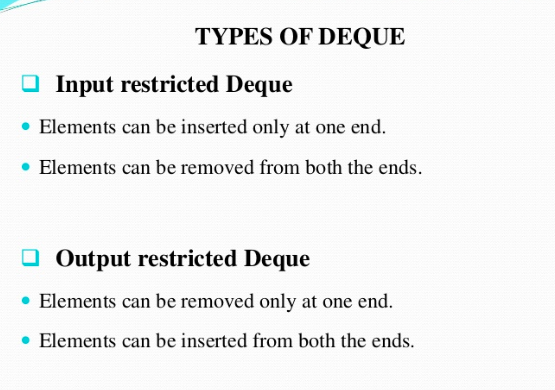 TYPES OF DEQUE
❑ Input restricted Deque
• Elements can be inserted only at one end.
• Elements can be removed from both the ends.
❑ Output restricted Deque
• Elements can be removed only at one end.
• Elements can be inserted from both the ends.